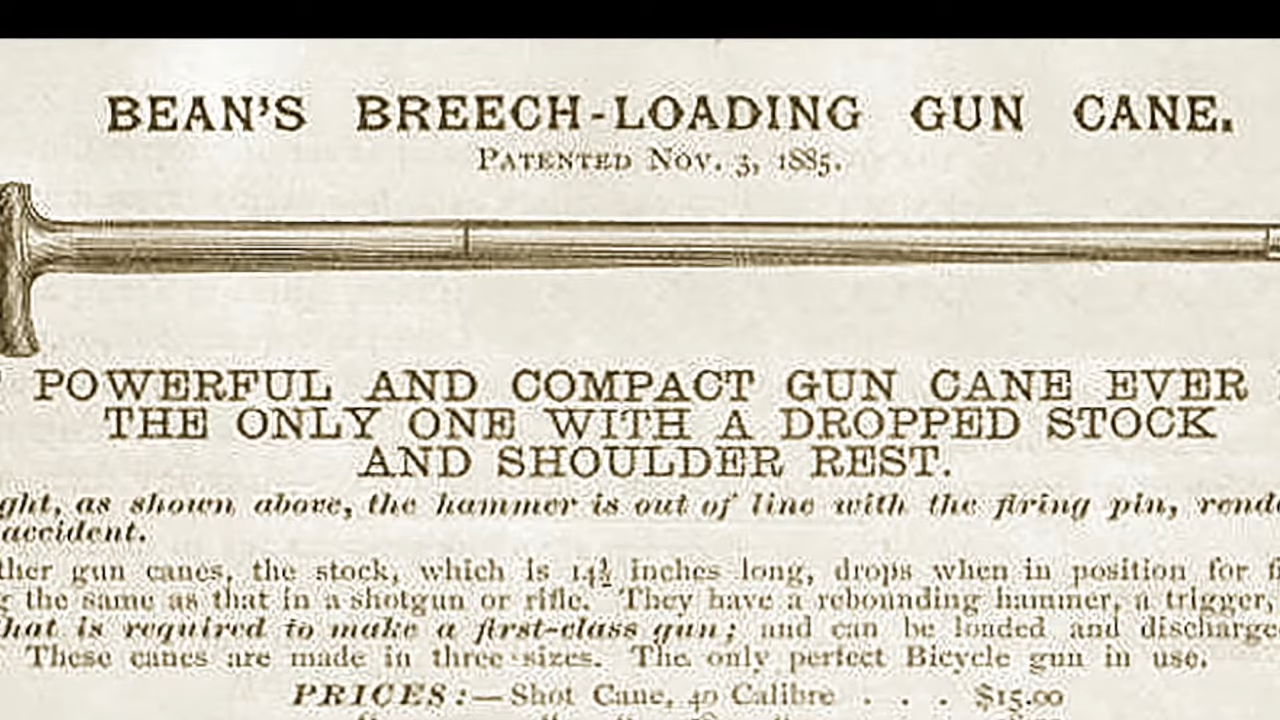 BEAN'S BREECH-LOADING GUN CANE.
PATENTED NOV. 3, 1885.
POWERFUL AND COMPACT GUN CANE EVER
THE ONLY ONE WITH A DROPPED STOCK
AND SHOULDER REST.
ght, as shown above, the hammer is out of line with the firing pin, rend
accident.
ther gun canes, the stock, which is 14½ inches long, drops when in position for fi
g the same as that in a shotgun or rifle. They have a rebounding hammer, a trigger,
hat is required to make a first-class gun; and can be loaded and discharge
These canes are made in three sizes. The only perfect Bicycle gun in use.
PRICES:—Shot Cane, 40 Calibre . . . $15.00